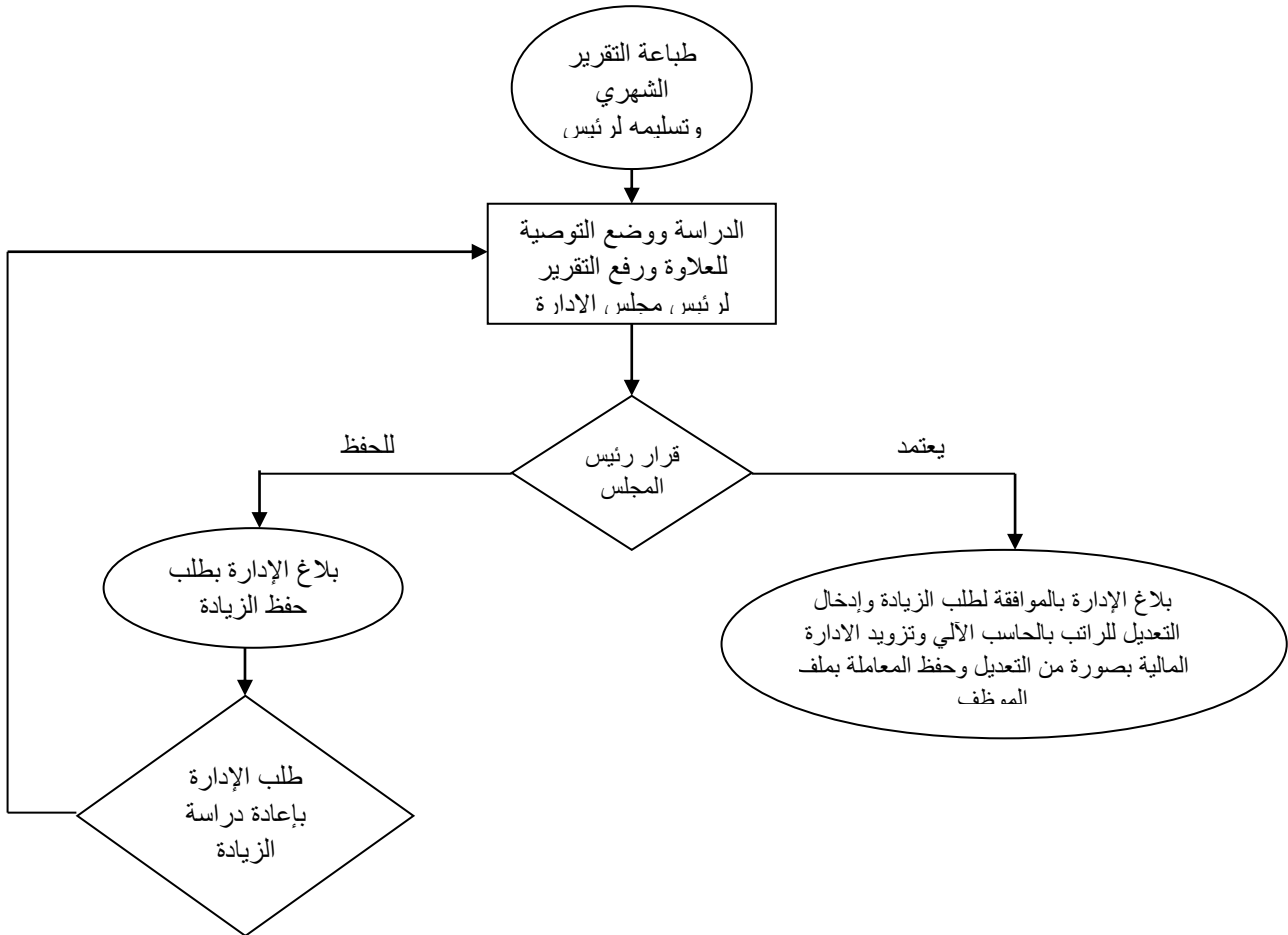 طباعة التقرير
الشهري
وتسليمه لرئيس
الدراسة ووضع التوصية
للعلاوة ورفع التقرير
لرئيس مجلس الادارة
قرار رئيس
المجلس
يعتمد
للحفظ
بلاغ الإدارة بالموافقة لطلب الزيادة وإدخال
التعديل للراتب بالحاسب الآلي وتزويد الادارة
المالية بصورة من التعديل وحفظ المعاملة بملف
الموظف
بلاغ الإدارة بطلب
حفظ الزيادة
طلب الإدارة
بإعادة دراسة
الزيادة